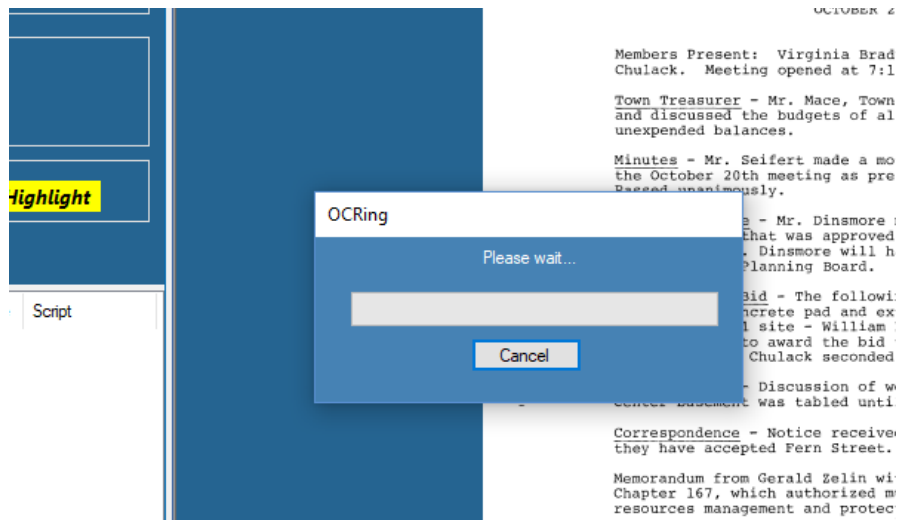 OCTOBER 2
Members Present: Virginia Brad
Chulack. Meeting opened at 7:1
Town Treasurer - Mr. Mace, Town
and discussed the budgets of al
unexpended balances.
Minutes - Mr. Seifert made a mo
the October 20th meeting as pre
Passed unanimously.
Highlight
OCRing
Please wait...
Cancel
Script
- Mr. Dinsmore
that was approved
. Dinsmore will h
Planning Board.
Bid - The followi
ncrete pad and ex
l site - William
to award the bid
Chulack seconded
- Discussion of w
Center Basement was tabled unti
Correspondence - Notice receive
they have accepted Fern Street.
Memorandum from Gerald Zelin wi
Chapter 167, which authorized m
resources management and protec